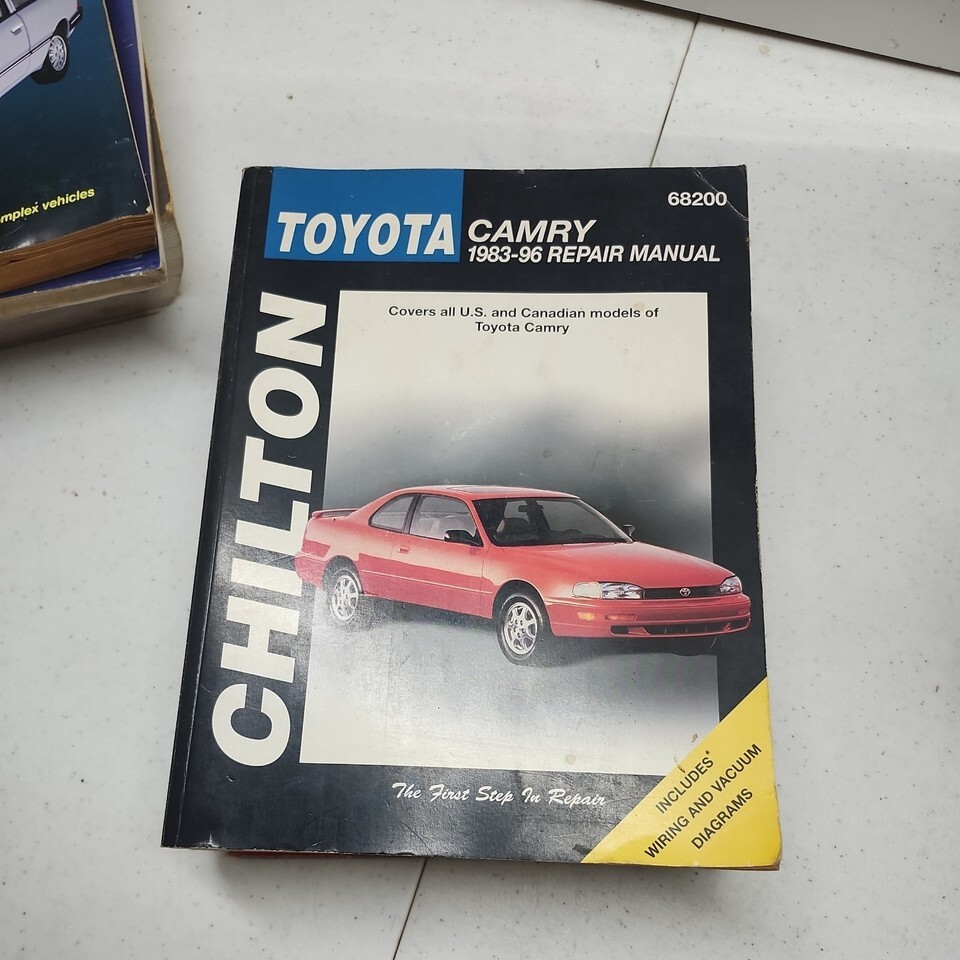 68200
TOYOTA CAMRY
1983-96 REPAIR MANUAL
Covers all U.S. and Canadian models of
Toyota Camry
CHILTON
The First Step In Repair
INCLUDES
WIRING AND VACUUM
DIAGRAMS
vehicles